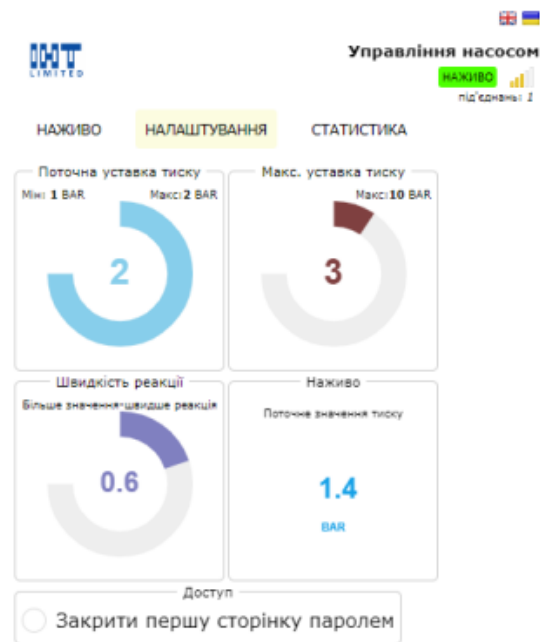 Управління насосом
ІНТ
LIMITED
НАЖИВО
під'єднань: 1
НАЖИВО НАЛАШТУВАННЯ СТАТИСТИКА
Поточна уставка тиску
Мін: 1 BAR Макс:2 BAR
2
Макс. уставка тиску
Макс:10 BAR
3
Швидкість реакції
Більше значення-швидше реакція
0.6
Наживо
Поточне значення тиску
1.4
BAR
Доступ
Закрити першу сторінку паролем